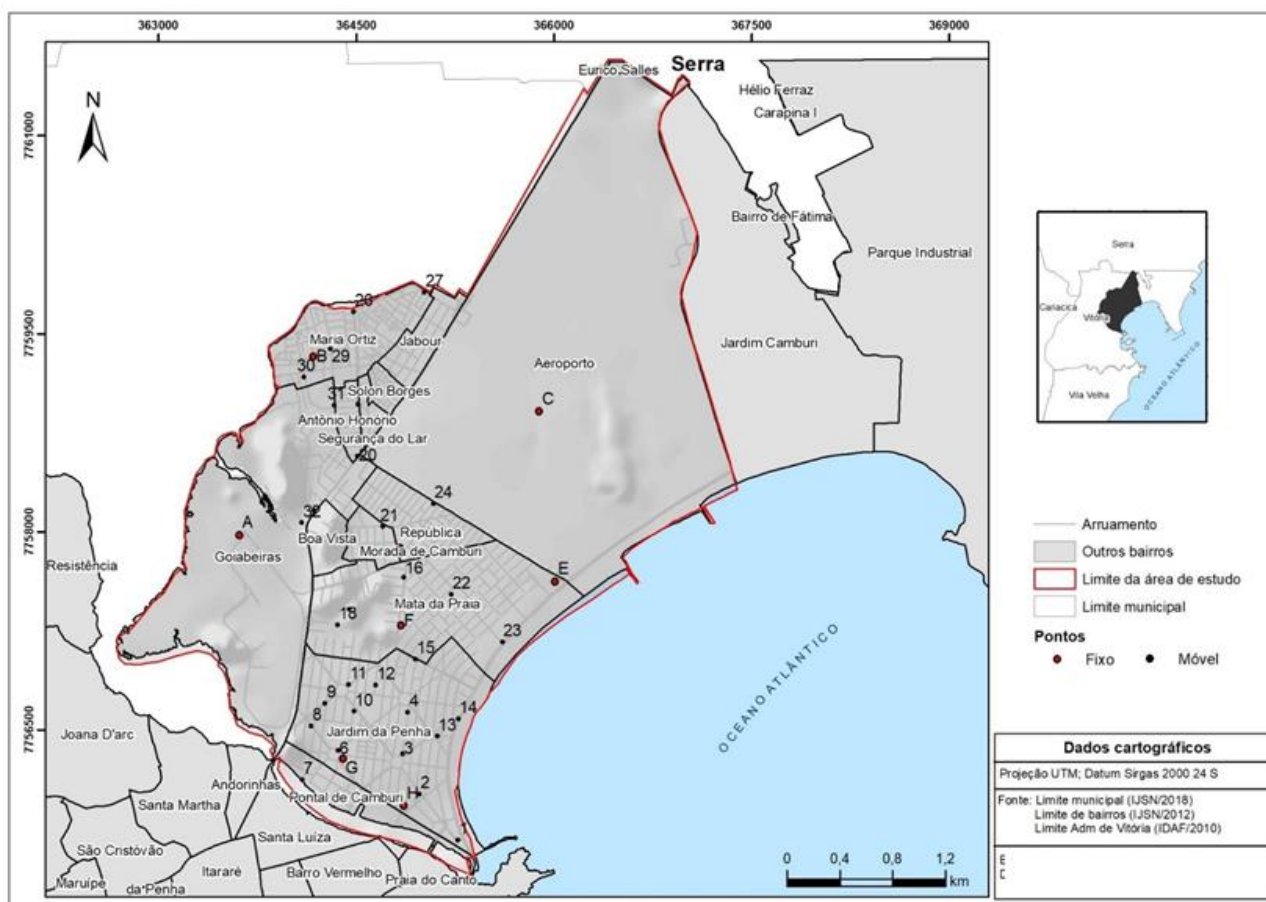 363000
364500
366000
367500
369000
7761000
7759500
7758000
7756500
N
Serra
Eurico Salles
Hélio Ferraz
Carapina I
Bairro de Fátima
Parque Industrial
Jardim Camburi
Aeroporto
C
27
Maria Ortiz
B 29
Jabour
30
Solon Borges
31
Antônio Honório
Segurança do Lar
20
24
21
República
Morada de Camburi
32
Boa Vista
A
Goiabeiras
Resistência
16
22
Mata da Praia
E
18
F
23
15
11
12
9
10
4
14
8
Jardim da Penha
13
6
3
G
7
2
H
Pontal de Camburi
1
Joana D'arc
Andorinhas
Santa Martha
Santa Luíza
São Cristóvão
Itararé
Barro Vermelho
Praia do Canto
Maruípe
da Penha
OCEANO ATLÂNTICO
0 0,4 0,8 1,2
km
Serra
Cariacica
Vitória
Vila Velha
OCEANO ATLÂNTICO
Arruamento
Outros bairros
Limite da área de estudo
Limite municipal
Pontos
Fixo
Móvel
Dados cartográficos
Projeção UTM; Datum Sirgas 2000 24 S
Fonte: Limite municipal (IJSN/2018)
Limite de bairros (IJSN/2012)
Limite Adm de Vitória (IDAF/2010)